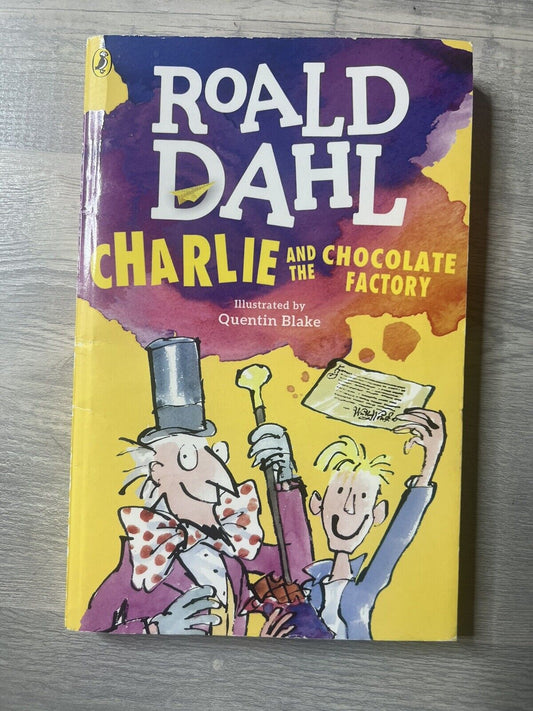 ROALD
DAHL
CHARLIE AND THE CHOCOLATE FACTORY
Illustrated by
Quentin Blake